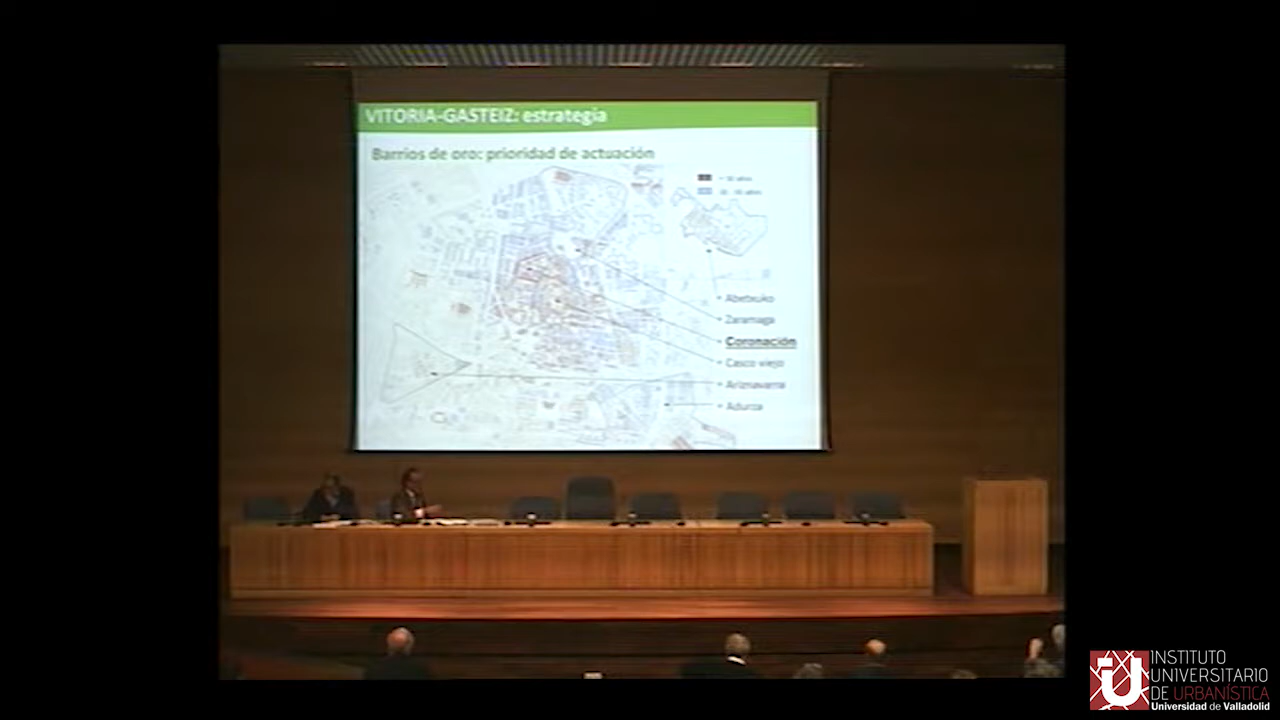 VITORIA-GASTEIZ: estrategia
Barrios de oro: prioridad de actuación
Abetxuko
Zaramaga
Coronación
Casco viejo
Ariznavarra
Adurza
INSTITUTO
UNIVERSITARIO
DE URBANÍSTICA
Universidad de Valladolid